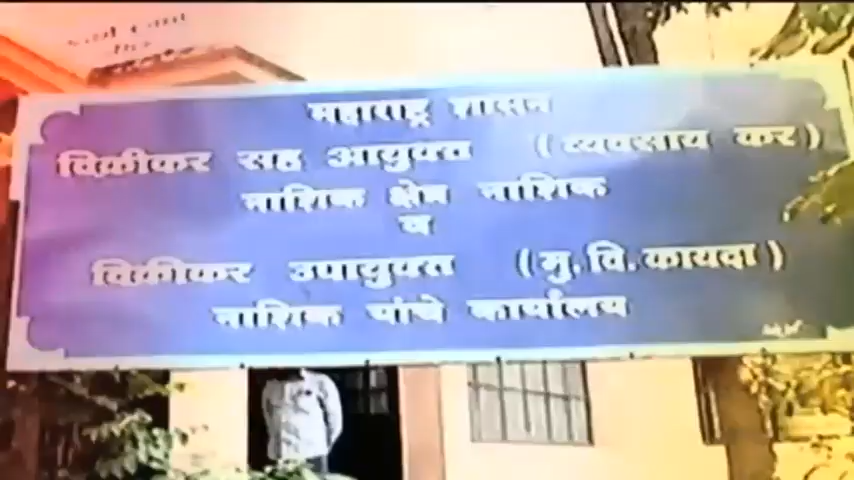 महाराष्ट्र शासन
विक्रीकर सह आयुक्त (व्यवसाय कर)
नाशिक क्षेत्र नाशिक
व
विक्रीकर उपायुक्त (मु.वि.कायदा)
नाशिक यांचे कार्यालय